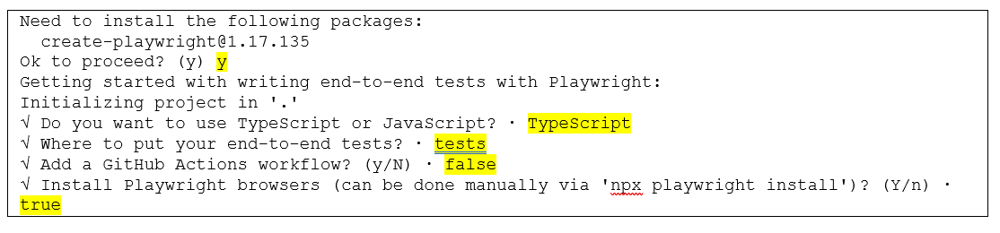 Need to install the following packages:
  create-playwright@1.17.135
Ok to proceed? (y) y
Getting started with writing end-to-end tests with Playwright:
Initializing project in '.'
√ Do you want to use TypeScript or JavaScript? · TypeScript
√ Where to put your end-to-end tests? · tests
√ Add a GitHub Actions workflow? (y/N) · false
√ Install Playwright browsers (can be done manually via 'npx playwright install')? (Y/n) ·
true